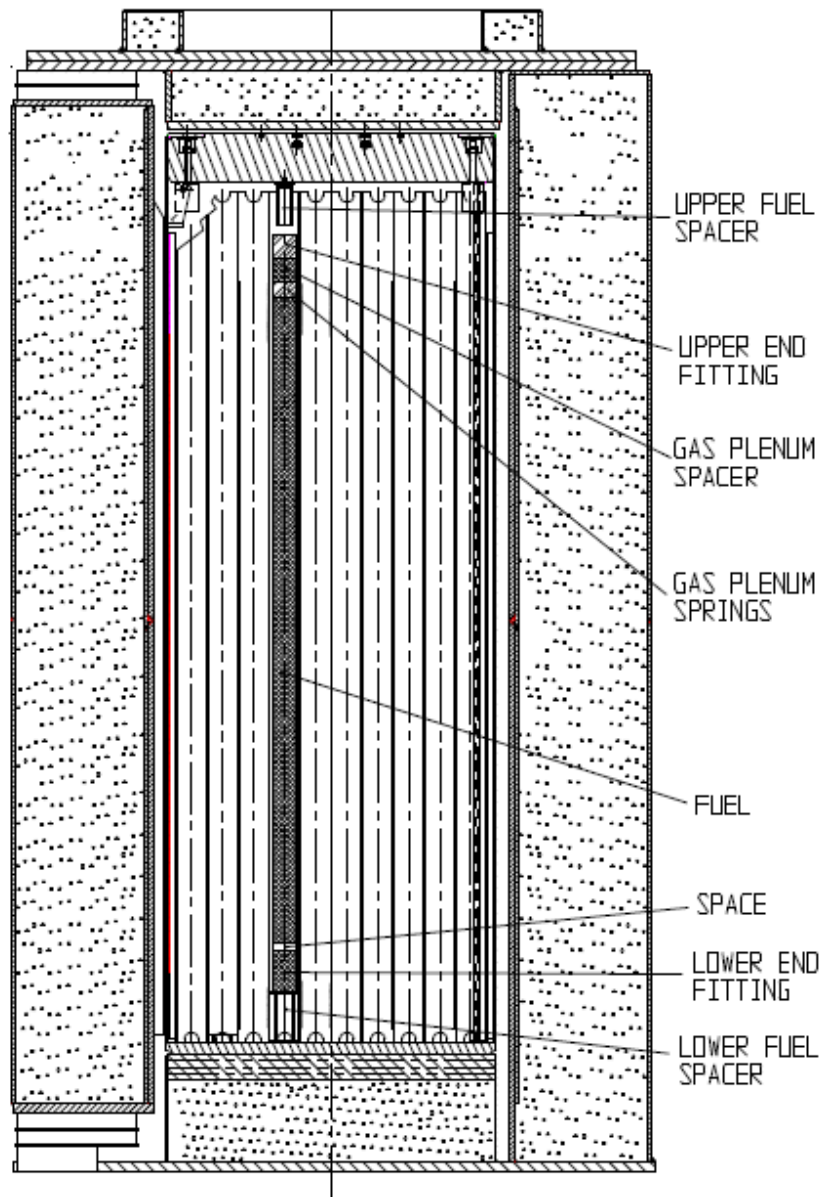 UPPER FUEL
SPACER
UPPER END
FITTING
GAS PLENUM
SPACER
GAS PLENUM
SPRINGS
FUEL
SPACE
LOWER END
FITTING
LOWER FUEL
SPACER